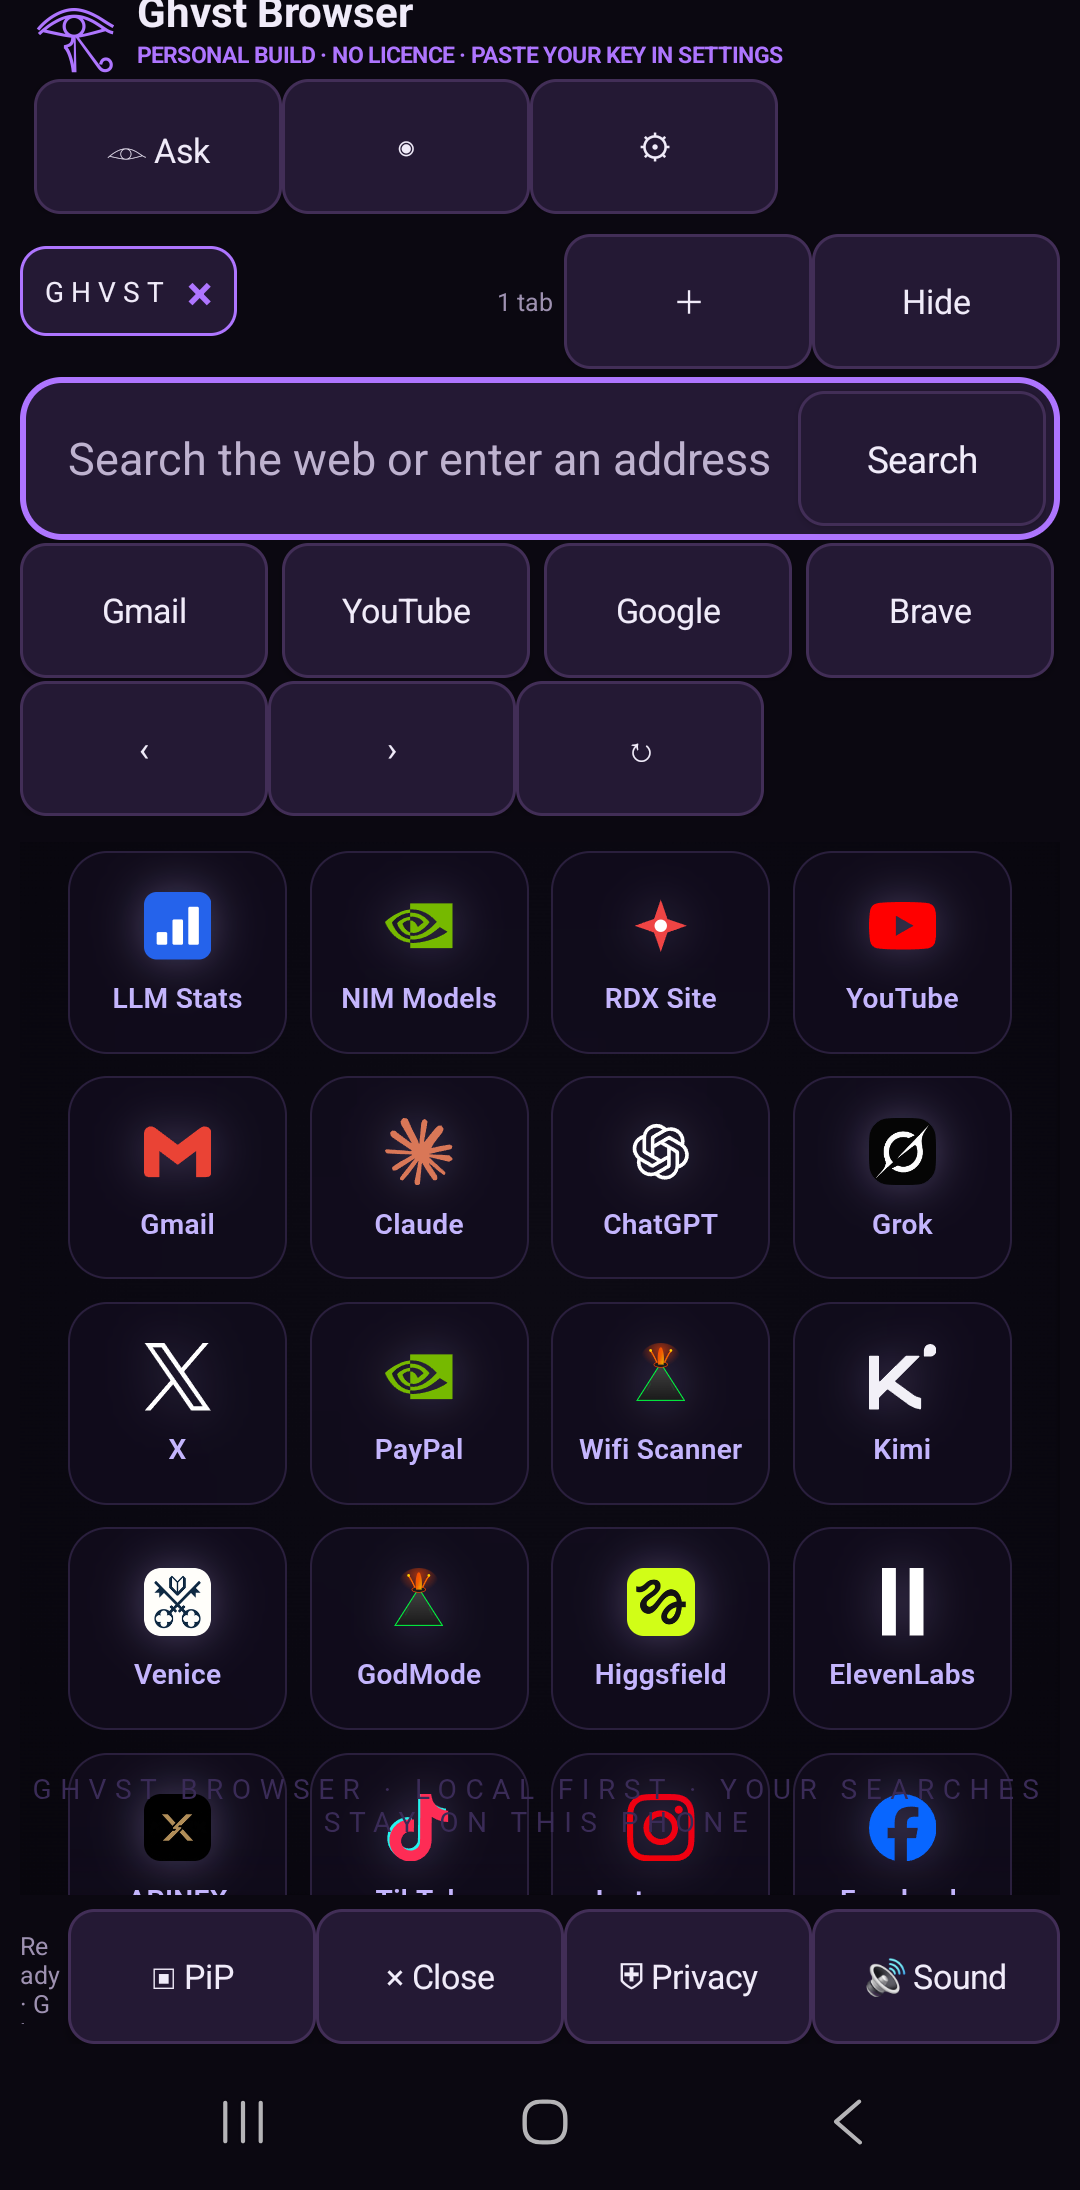 Ghvst Browser
PERSONAL BUILD · NO LICENCE · PASTE YOUR KEY IN SETTINGS
Ask
GHVST ×
1 tab
+
Hide
Search the web or enter an address
Search
Gmail YouTube Google Brave
‹ › ↻
LLM Stats NIM Models RDX Site YouTube
Gmail Claude ChatGPT Grok
X PayPal Wifi Scanner Kimi
Venice GodMode Higgsfield ElevenLabs
GHVST BROWSER · LOCAL FIRST · YOUR SEARCHES
STAY ON THIS PHONE
Re
ady
· G
PiP
× Close
Privacy
Sound